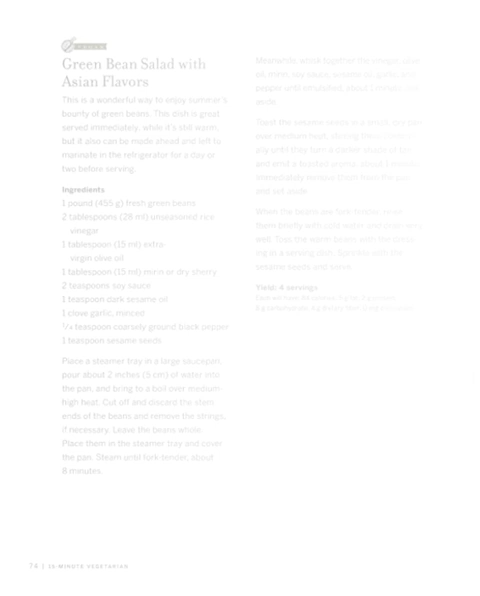 VEGAN
Green Bean Salad with
Asian Flavors
This is a wonderful way to enjoy summer's
bounty of green beans. This dish is great
served immediately, while it's still warm,
but it also can be made ahead and left to
marinate in the refrigerator for a day or
two before serving.
Ingredients
1 pound (455 g) fresh green beans
2 tablespoons (28 ml) unseasoned rice
vinegar
1 tablespoon (15 ml) extra-
virgin olive oil
1 tablespoon (15 ml) mirin or dry sherry
2 teaspoons soy sauce
1 teaspoon dark sesame oil
1 clove garlic, minced
1/4 teaspoon coarsely ground black pepper
1 teaspoon sesame seeds
Place a steamer tray in a large saucepan,
pour about 2 inches (5 cm) of water into
the pan, and bring to a boil over medium-
high heat. Cut off and discard the stem
ends of the beans and remove the strings,
if necessary. Leave the beans whole.
Place them in the steamer tray and cover
the pan. Steam until fork-tender, about
8 minutes.
Meanwhile, whisk together the vinegar, olive
oil, mirin, soy sauce, sesame oil, garlic, and
pepper until emulsified, about
aside.
Toast the sesame seeds in a small, dry pan
over medium heat,
until they turn a darker shade of
and emit a toasted aroma, about
Immediately remove them from the pan
and set aside.
When the beans are fork-tender, rinse
them briefly with cold water and drain very
well. Toss the warm beans with the dress-
ing in a serving dish. Sprinkle with the
sesame seeds and serve.
Yield: 4 servings
74 | 15-MINUTE VEGETARIAN